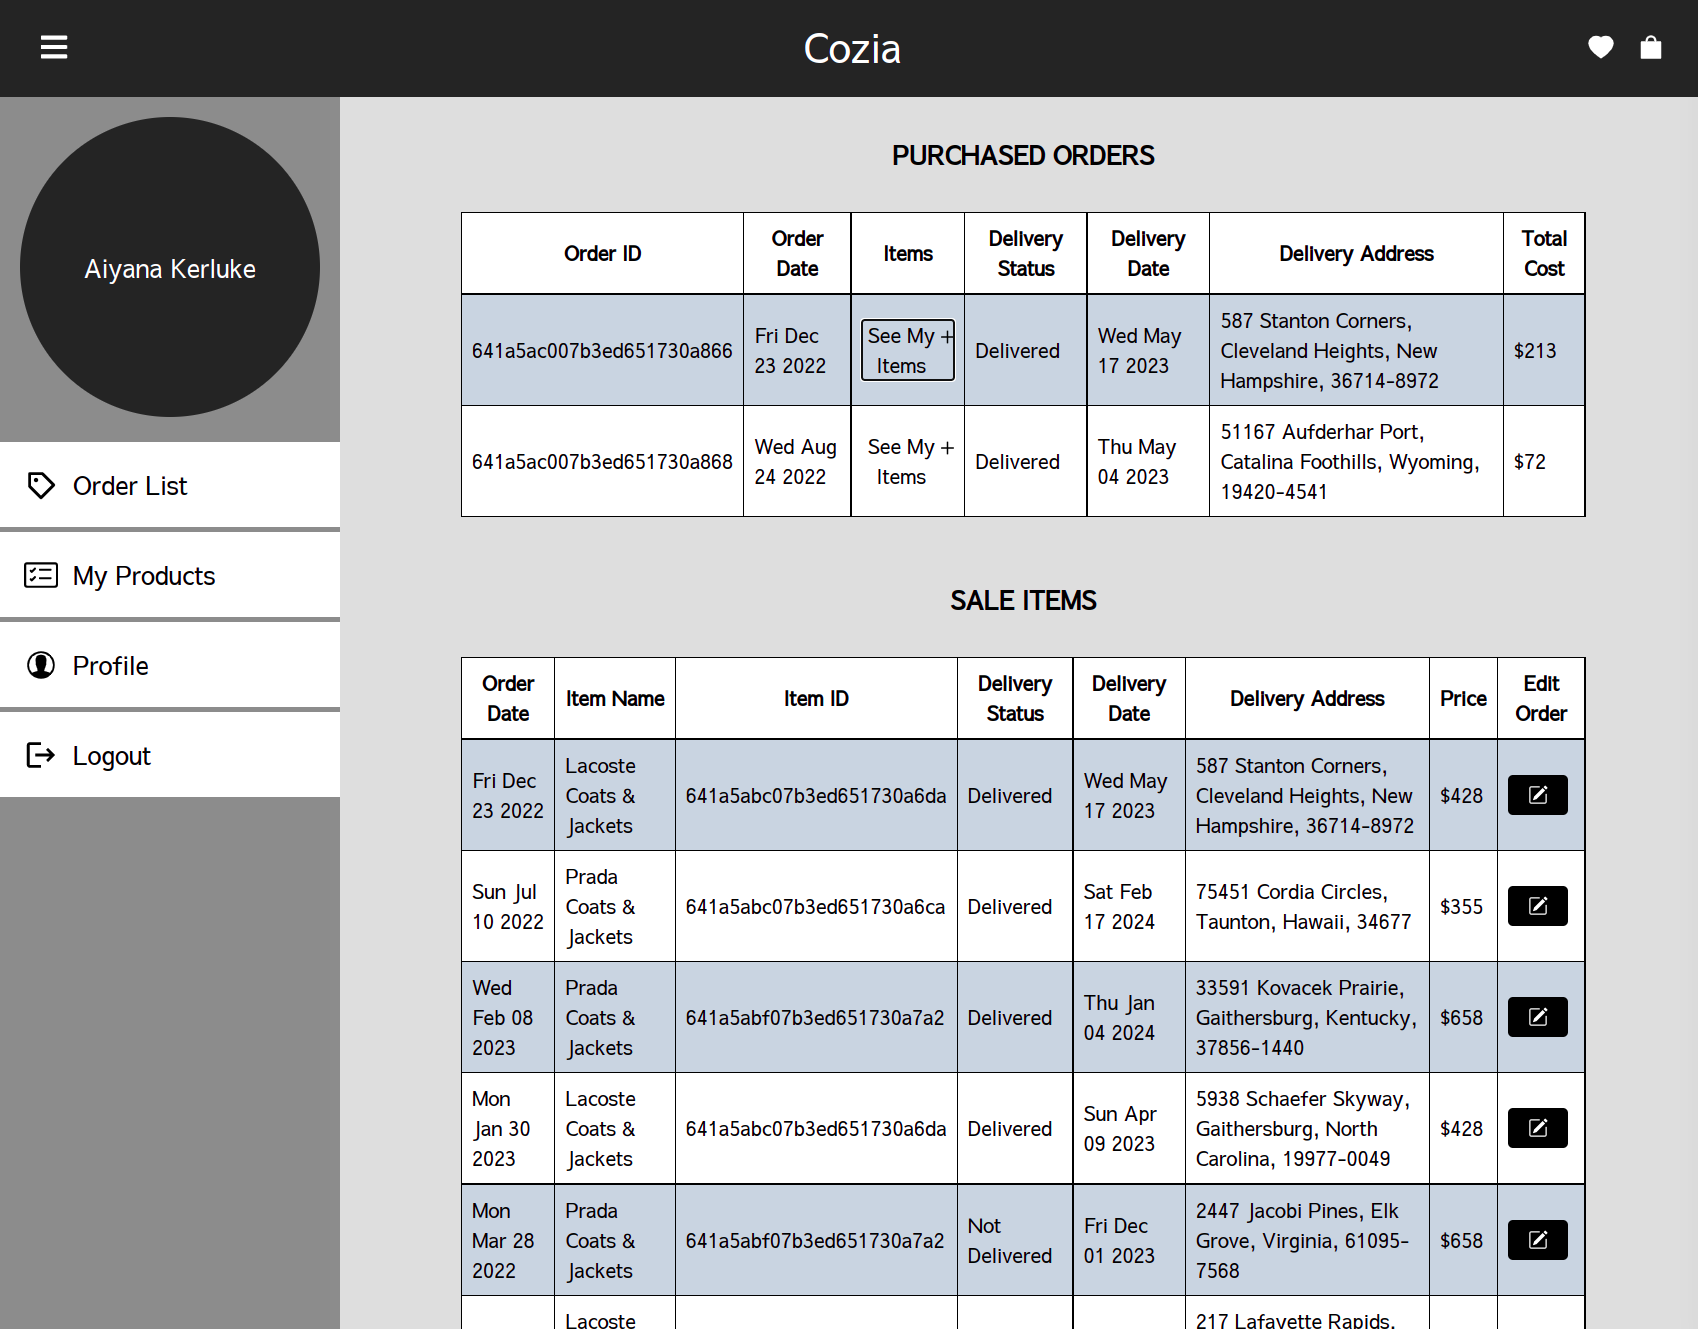 Cozia
Aiyana Kerluke
Order List
My Products
Profile
Logout
PURCHASED ORDERS
Order ID
Order
Date
Items
Delivery
Status
Delivery
Date
Delivery Address
Total
Cost
641a5ac007b3ed651730a866
Fri Dec
23 2022
See My +
Items
Delivered
Wed May
17 2023
587 Stanton Corners,
Cleveland Heights, New
Hampshire, 36714-8972
$213
641a5ac007b3ed651730a868
Wed Aug
24 2022
See My +
Items
Delivered
Thu May
04 2023
51167 Aufderhar Port,
Catalina Foothills, Wyoming,
19420-4541
$72
SALE ITEMS
Order
Date
Item Name
Item ID
Delivery
Status
Delivery
Date
Delivery Address
Price
Edit
Order
Fri Dec
23 2022
Lacoste
Coats &
Jackets
641a5abc07b3ed651730a6da
Delivered
Wed May
17 2023
587 Stanton Corners,
Cleveland Heights, New
Hampshire, 36714-8972
$428
Sun Jul
10 2022
Prada
Coats &
Jackets
641a5abc07b3ed651730a6ca
Delivered
Sat Feb
17 2024
75451 Cordia Circles,
Taunton, Hawaii, 34677
$355
Wed
Feb 08
2023
Prada
Coats &
Jackets
641a5abf07b3ed651730a7a2
Delivered
Thu Jan
04 2024
33591 Kovacek Prairie,
Gaithersburg, Kentucky,
37856-1440
$658
Mon
Jan 30
2023
Lacoste
Coats &
Jackets
641a5abc07b3ed651730a6da
Delivered
Sun Apr
09 2023
5938 Schaefer Skyway,
Gaithersburg, North
Carolina, 19977-0049
$428
Mon
Mar 28
2022
Prada
Coats &
Jackets
641a5abf07b3ed651730a7a2
Not
Delivered
Fri Dec
01 2023
2447 Jacobi Pines, Elk
Grove, Virginia, 61095-
7568
$658
Lacoste
217 Lafayette Rapids,